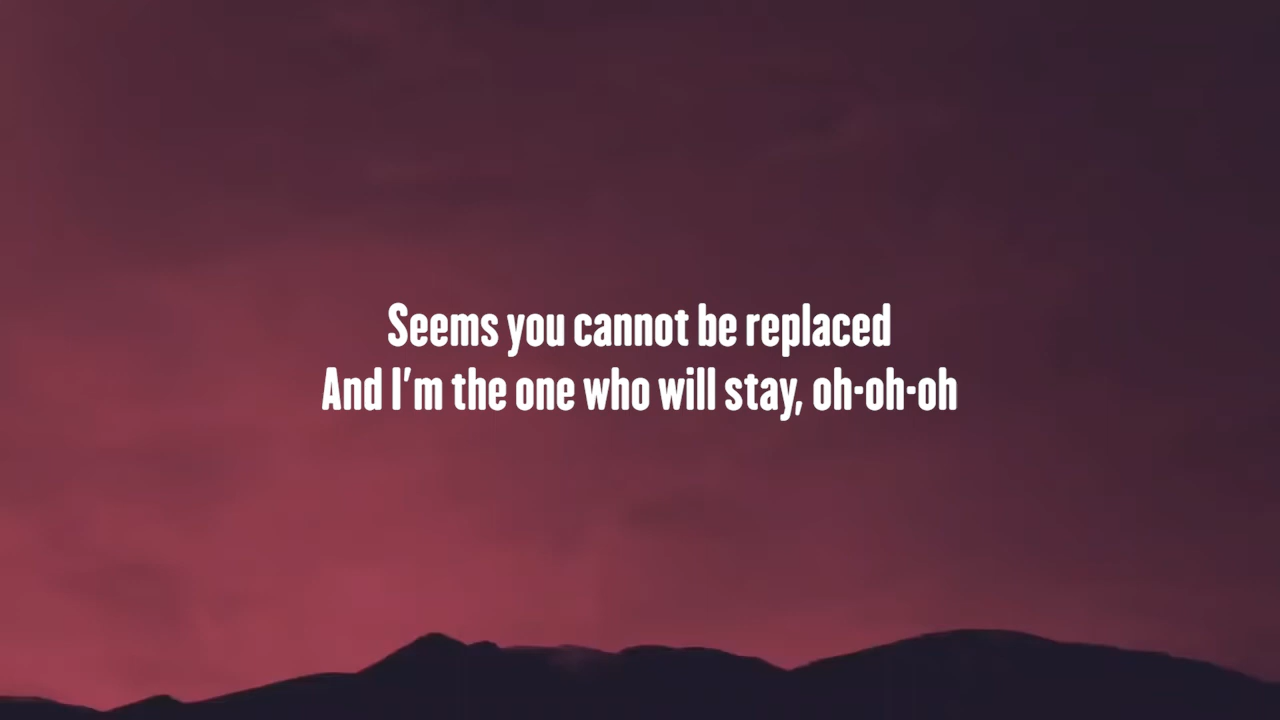 Seems you cannot be replaced
And I'm the one who will stay, oh-oh-oh